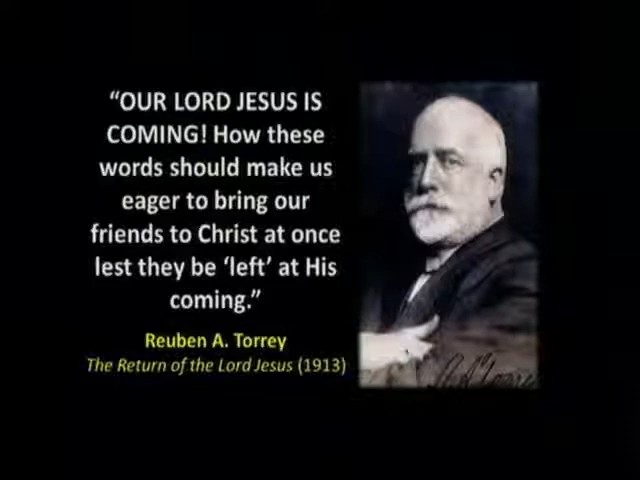 “OUR LORD JESUS IS
COMING! How these
words should make us
eager to bring our
friends to Christ at once
lest they be ‘left’ at His
coming.”
Reuben A. Torrey
The Return of the Lord Jesus (1913)
R. A. Torrey